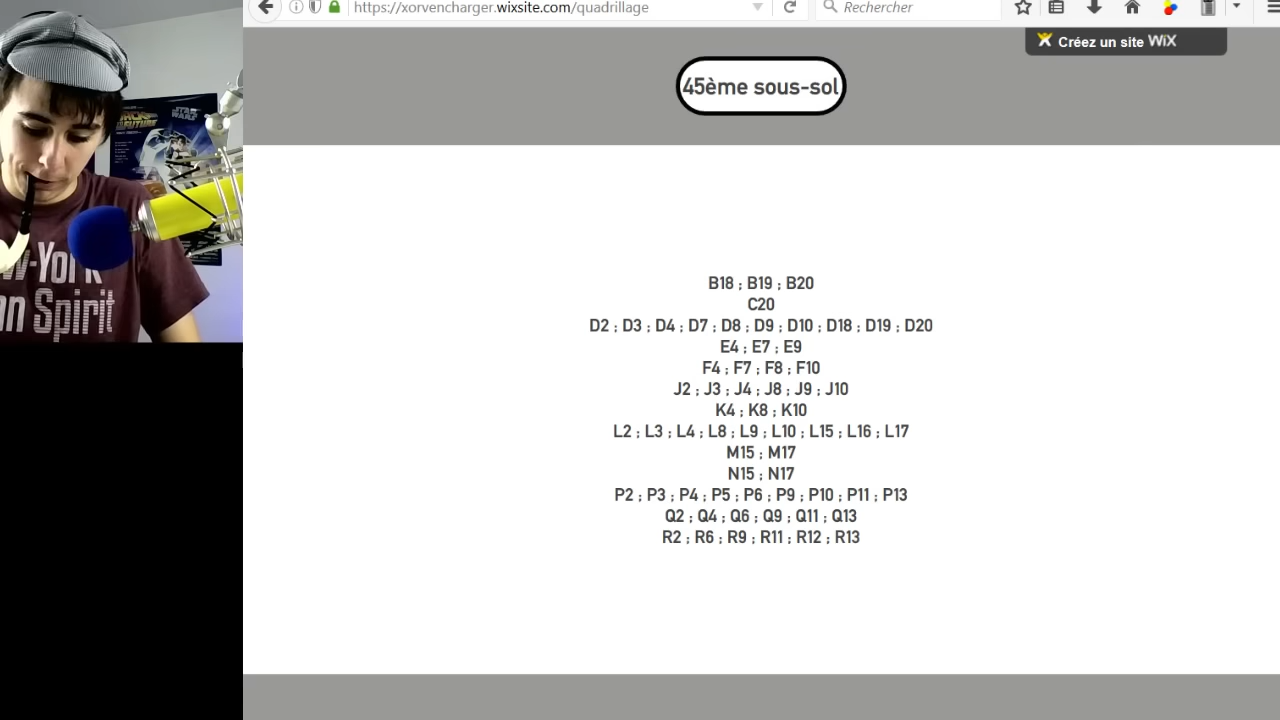 https://xorvencharger.wixsite.com/quadrillage
Rechercher
Créez un site WiX
45ème sous-sol
STAR WARS
FUTURE
w-York
on Spirit
B18 ; B19 ; B20
C20
D2 ; D3 ; D4 ; D7 ; D8 ; D9 ; D10 ; D18 ; D19 ; D20
E4 ; E7 ; E9
F4 ; F7 ; F8 ; F10
J2 ; J3 ; J4 ; J8 ; J9 ; J10
K4 ; K8 ; K10
L2 ; L3 ; L4 ; L8 ; L9 ; L10 ; L15 ; L16 ; L17
M15 ; M17
N15 ; N17
P2 ; P3 ; P4 ; P5 ; P6 ; P9 ; P10 ; P11 ; P13
Q2 ; Q4 ; Q6 ; Q9 ; Q11 ; Q13
R2 ; R6 ; R9 ; R11 ; R12 ; R13